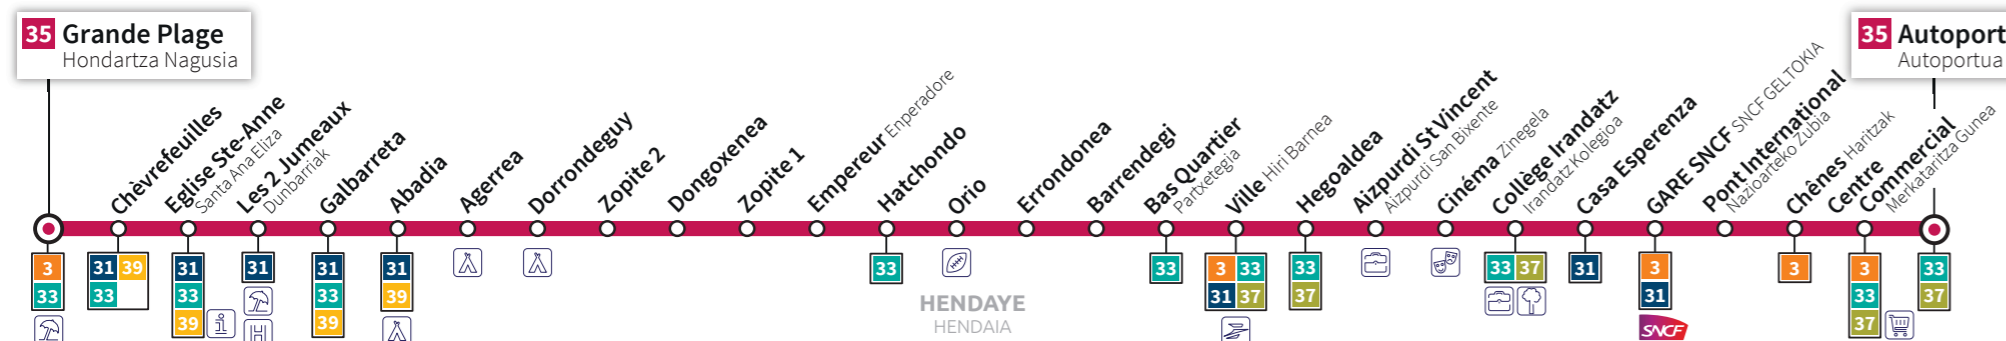 35 Grande Plage
Hondartza Nagusia
35 Autoport
Autoportua
Chèvrefeuilles
Eglise Ste-Anne
Santa Ana Eliza
Les 2 Jumeaux
Dunbarriak
Galbarreta
Abadia
Agerrea
Dorrondeguy
Zopite 2
Dongoxenea
Zopite 1
Empereur Enperadore
Hatchondo
Orio
Errondonea
Barrendegi
Bas Quartier
Partxetegia
Ville Hiri Barnea
Hegoaldea
Aizpurdi St Vincent
Aizpurdi San Bixente
Cinéma Zinegela
Collège Irandatz
Irandatz Kolegioa
Casa Esperenza
GARE SNCF SNCF GELTOKIA
Pont International
Nazioarteko Zubia
Chênes Haritzak
Centre
Commercial
Merkataritza Gunea
3
33
31 39
33
31
33
39
i
31
H
31
33
39
31
39
33
33
3 33
31 37
33
37
33 37
31
3
31
SNCF
3
3
33
37
33
37
HENDAYE
HENDAIA